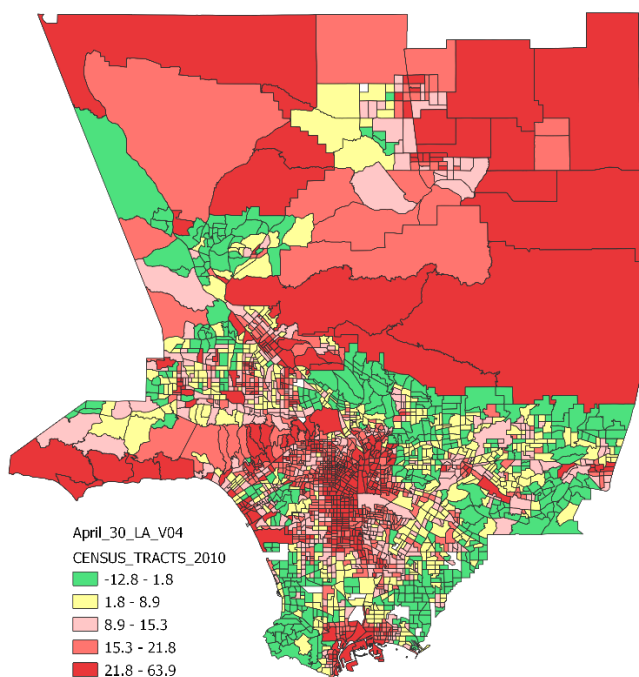 April_30_LA_V04
CENSUS_TRACTS_2010
-12.8 - 1.8
1.8 - 8.9
8.9 - 15.3
15.3 - 21.8
21.8 - 63.9